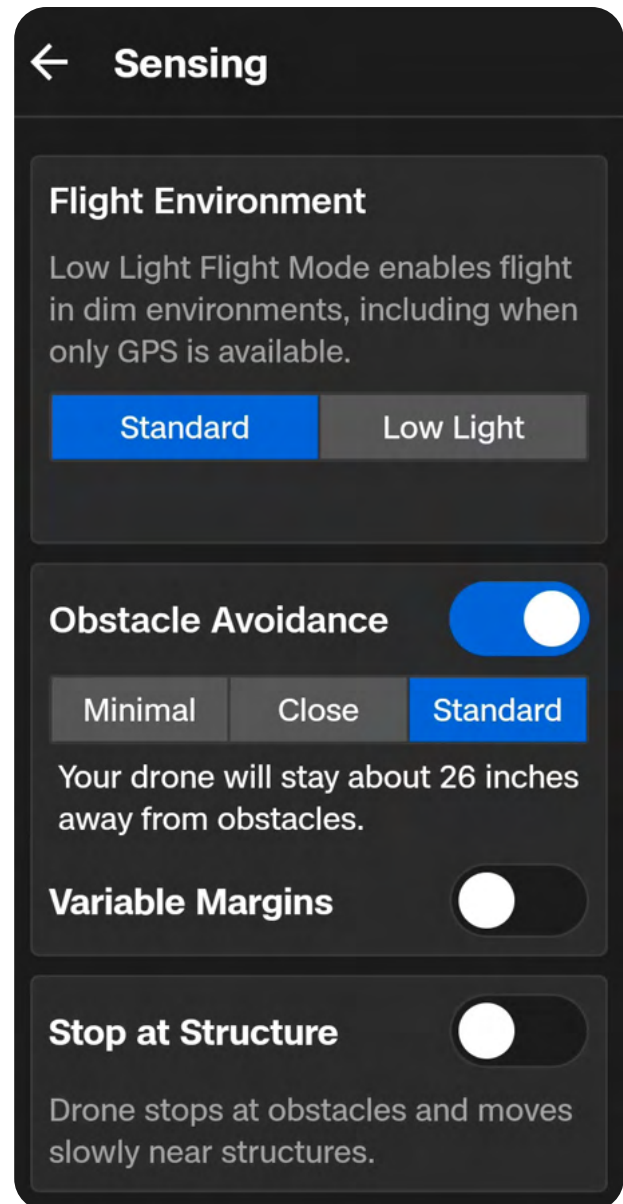 Sensing
Flight Environment
Low Light Flight Mode enables flight
in dim environments, including when
only GPS is available.
Standard Low Light
Obstacle Avoidance
Minimal Close Standard
Your drone will stay about 26 inches
away from obstacles.
Variable Margins
Stop at Structure
Drone stops at obstacles and moves
slowly near structures.